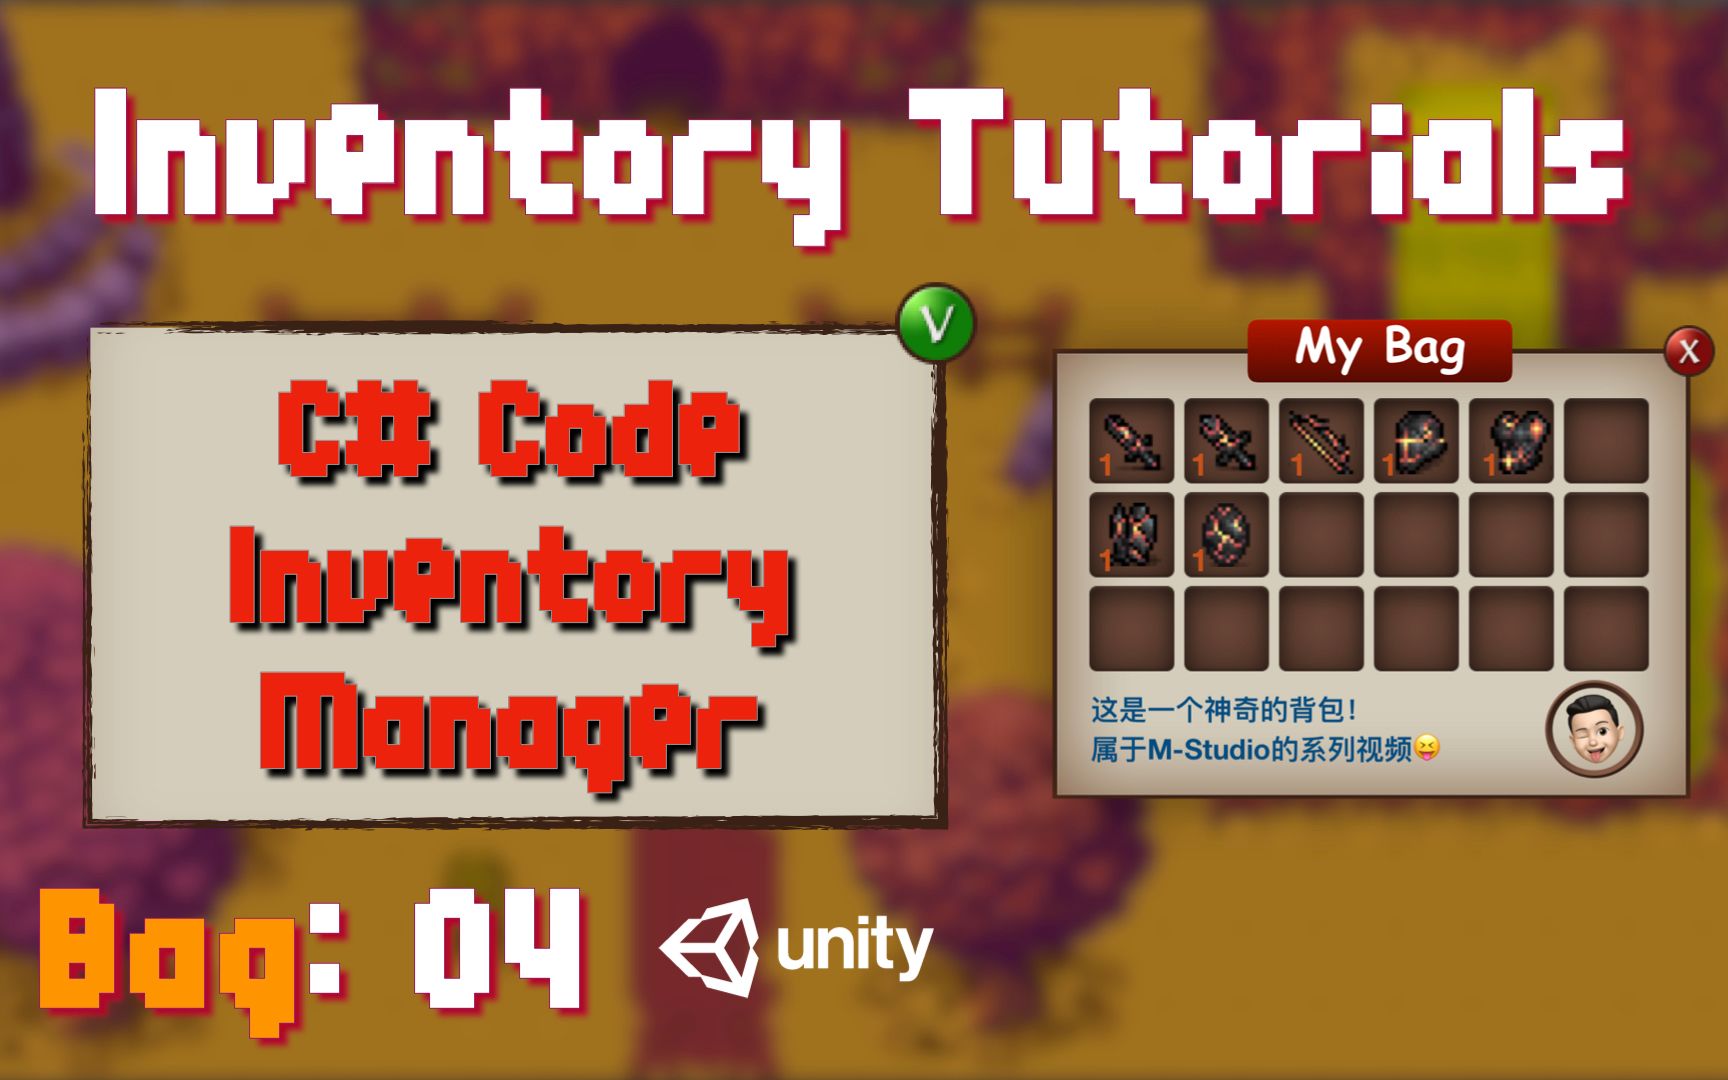 Inventory Tutorials
V
C# Code
Inventory
Manager
My Bag
X
1 1 1 1 1
1 1
这是一个神奇的背包!
属于M-Studio的系列视频😝
Bag: 04
unity